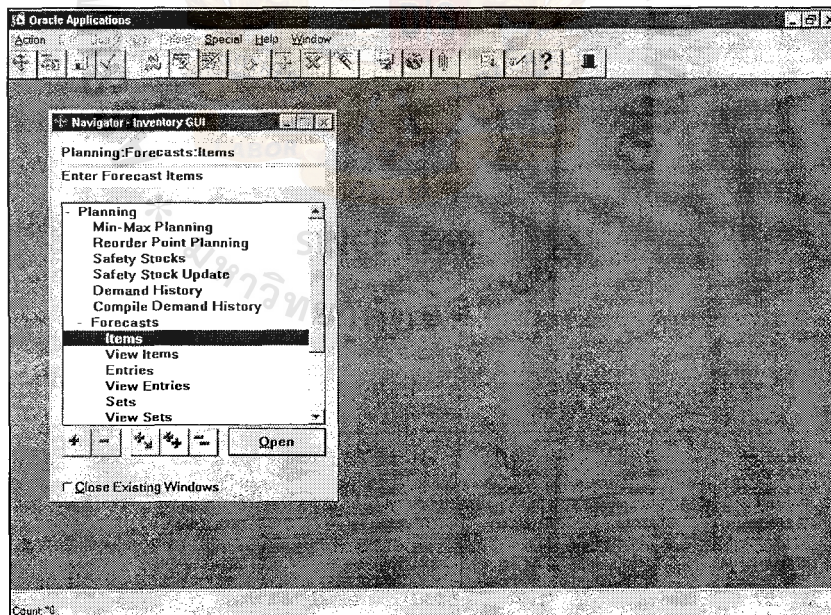 Oracle Applications
Action Special Help Window
?
Navigator - Inventory GUI
Planning:Forecasts:Items
Enter Forecast Items
- Planning
Min-Max Planning
Reorder Point Planning
Safety Stocks
Safety Stock Update
Demand History
Compile Demand History
- Forecasts
Items
View Items
Entries
View Entries
Sets
View Sets
Open
Close Existing Windows
Count: *0